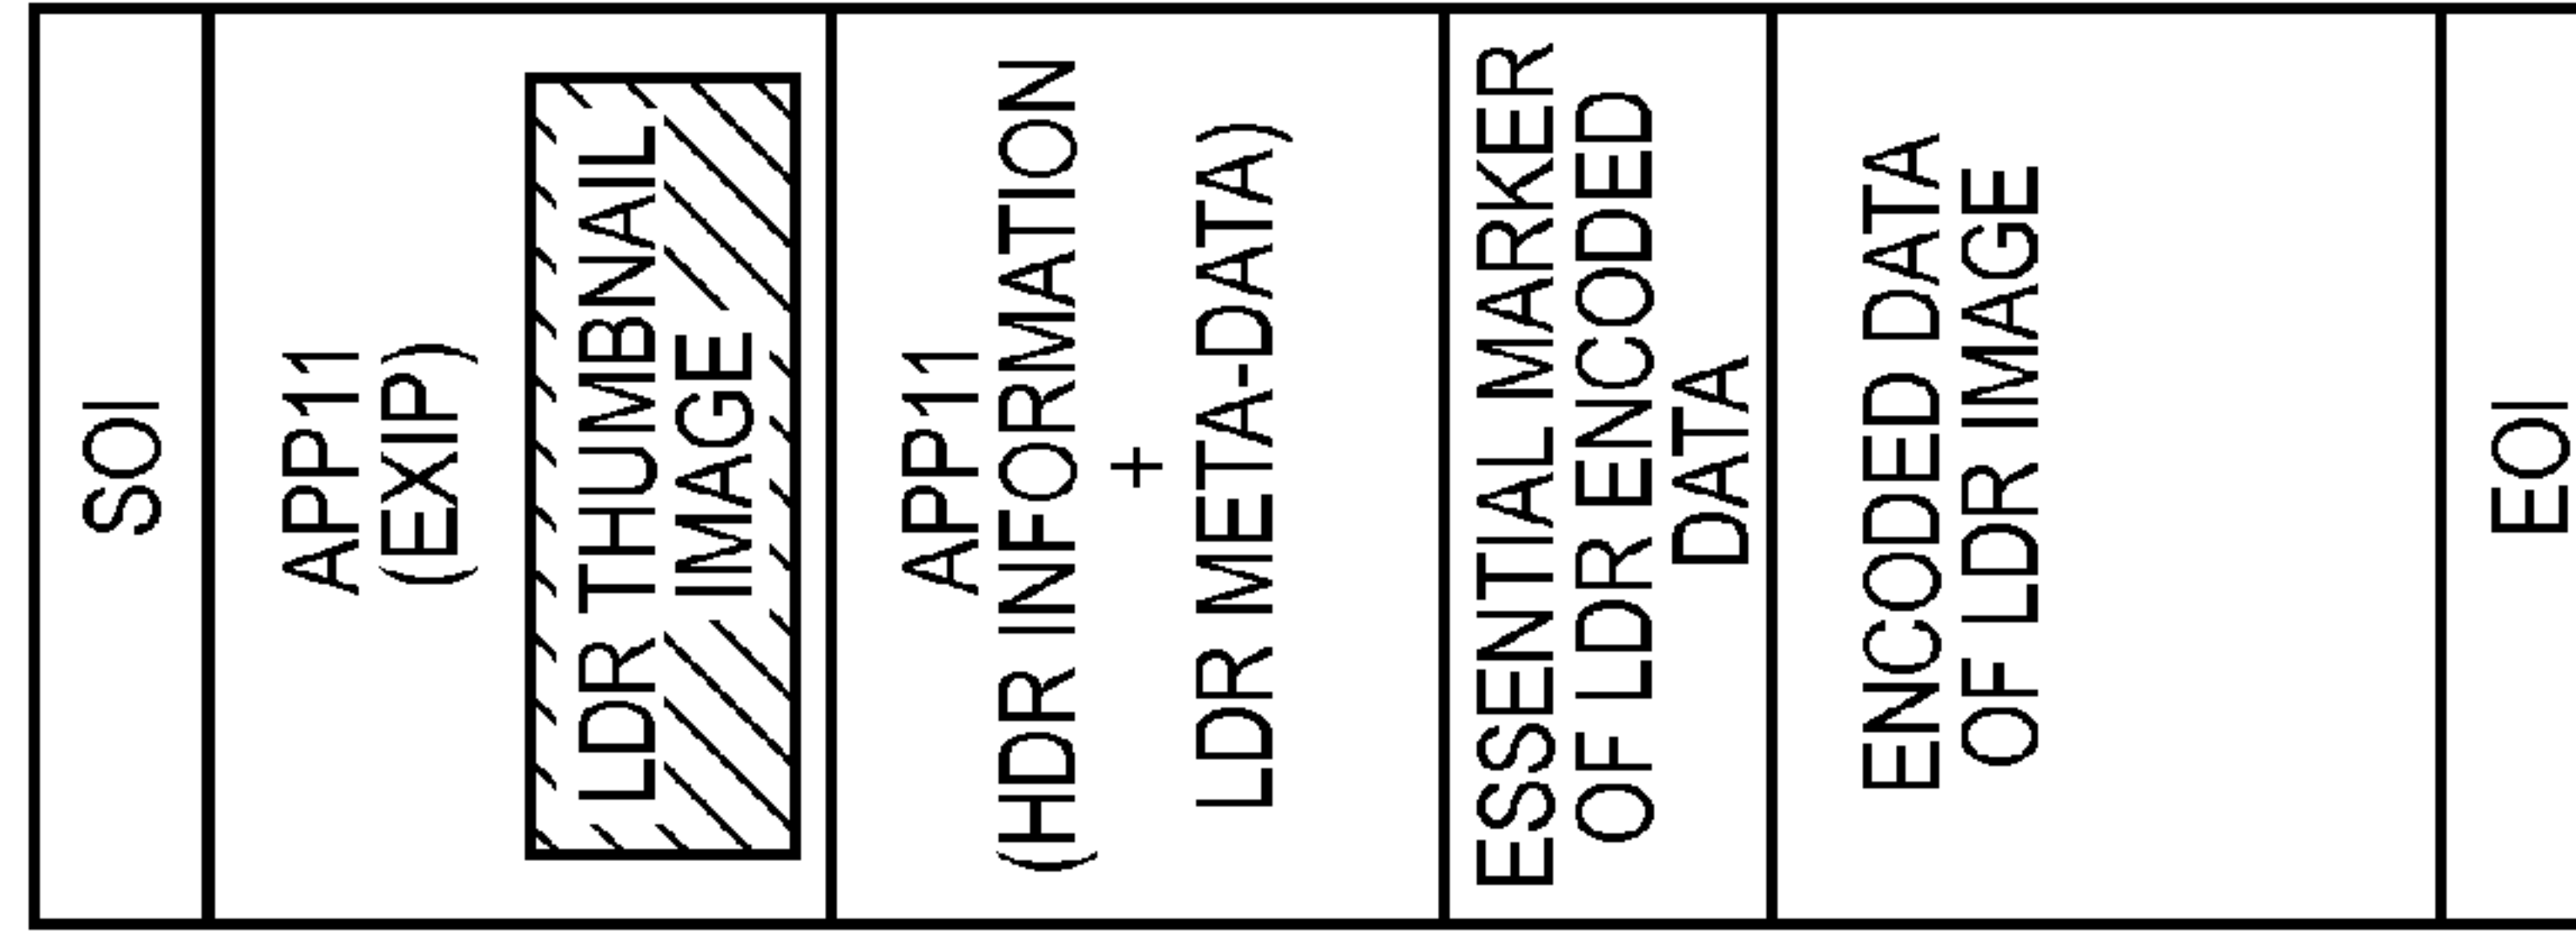 SOI
APP11
(EXIP)
LDR THUMBNAIL
IMAGE
APP11
(HDR INFORMATION
+
LDR META-DATA)
ESSENTIAL MARKER
OF LDR ENCODED
DATA
ENCODED DATA
OF LDR IMAGE
EOI